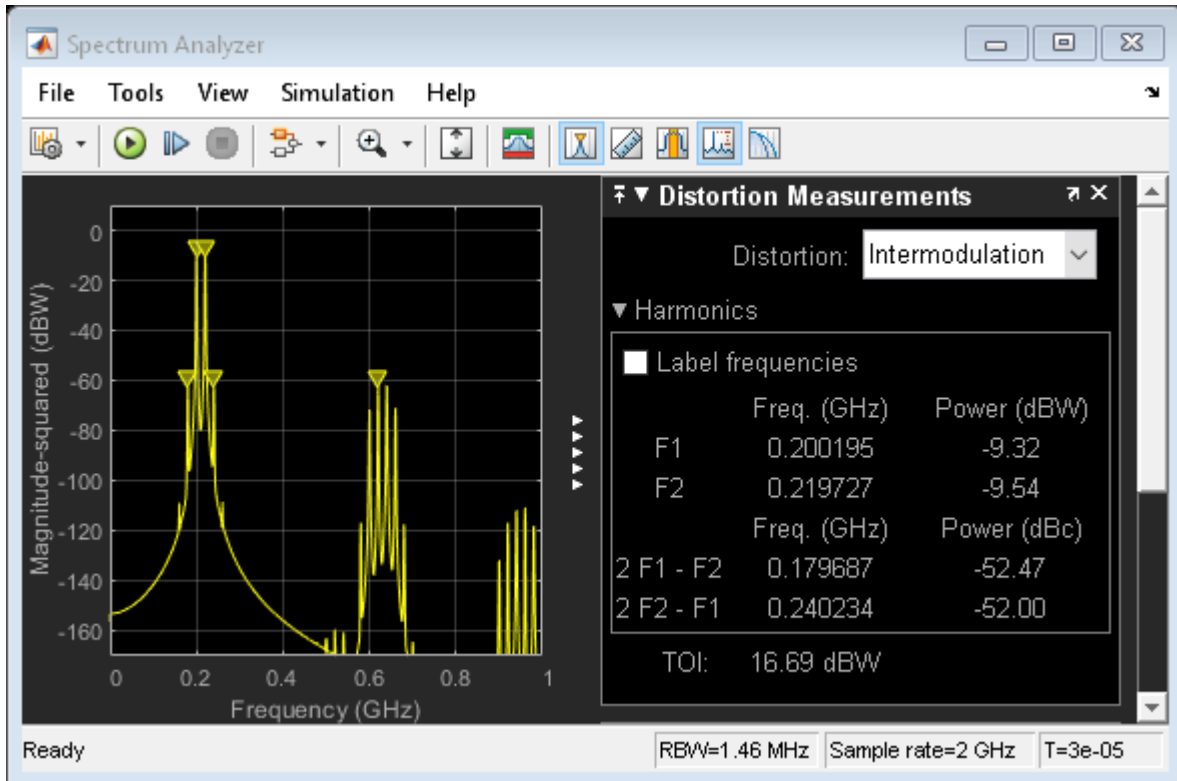 Spectrum Analyzer
File Tools View Simulation Help
Distortion Measurements
Distortion: Intermodulation
Harmonics
Label frequencies
Freq. (GHz) Power (dBW)
F1 0.200195 -9.32
F2 0.219727 -9.54
Freq. (GHz) Power (dBc)
2 F1 - F2 0.179687 -52.47
2 F2 - F1 0.240234 -52.00
TOI: 16.69 dBW
Magnitude-squared (dBW)
0
-20
-40
-60
-80
-100
-120
-140
-160
0 0.2 0.4 0.6 0.8 1
Frequency (GHz)
Ready RBW=1.46 MHz Sample rate=2 GHz T=3e-05